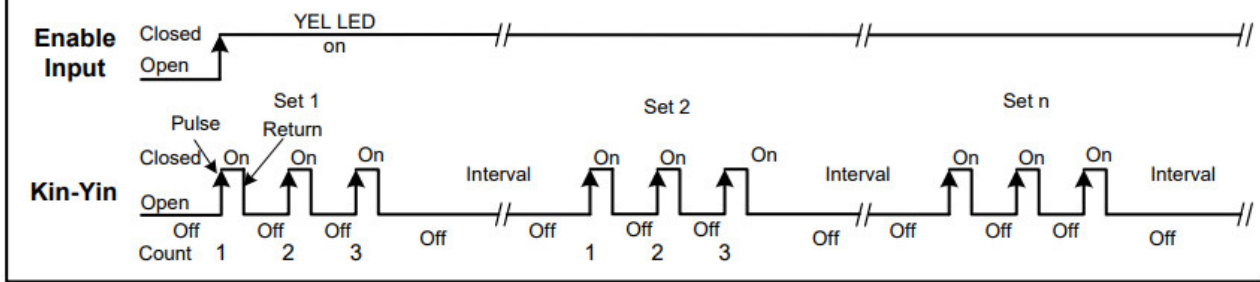 YEL LED
Enable Closed
on
Input Open
Set 1 Set 2 Set n
Pulse Return
Closed On On On On On On On On On
Interval Interval Interval
Kin-Yin
Open
Off Off Off Off Off Off Off Off Off Off Off Off
Count 1 2 3 1 2 3